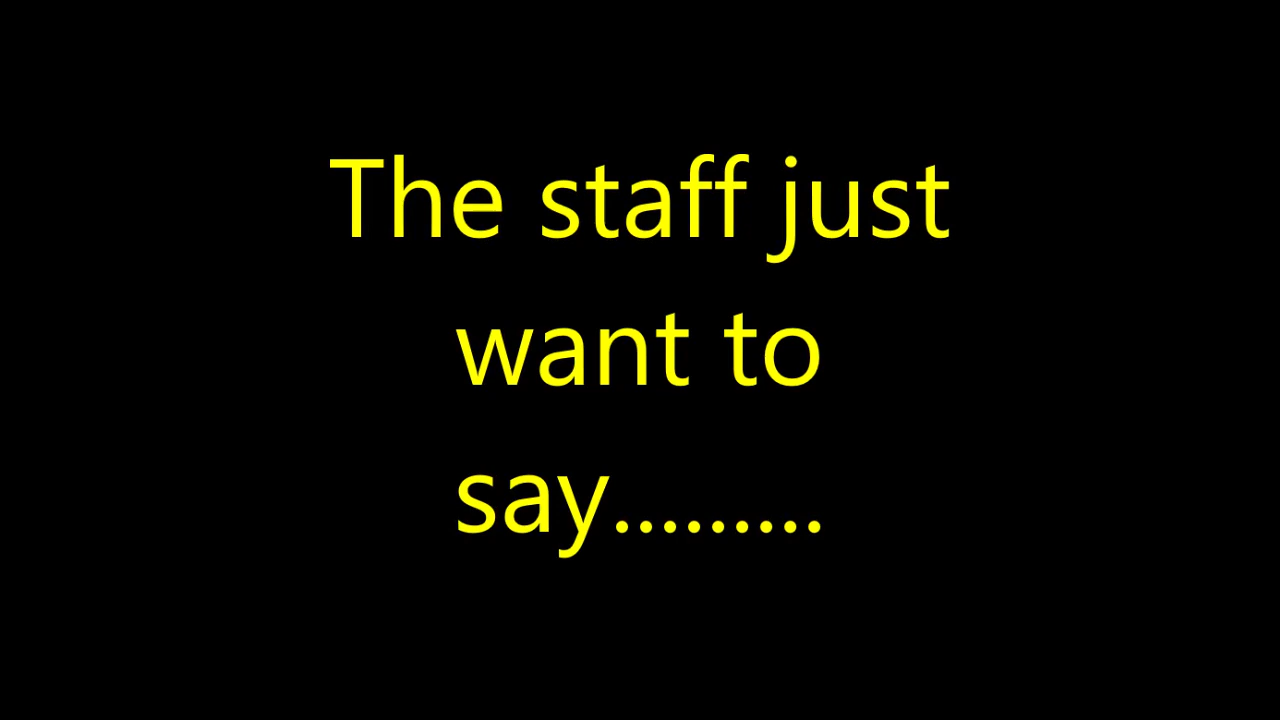 The staff just
want to
say.........